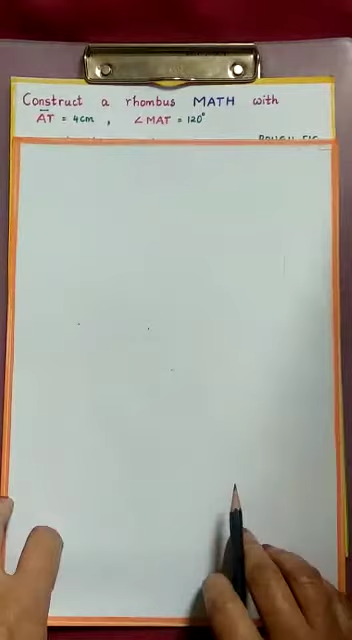 Construct a rhombus MATH with
AT = 4cm , ∠MAT = 120°